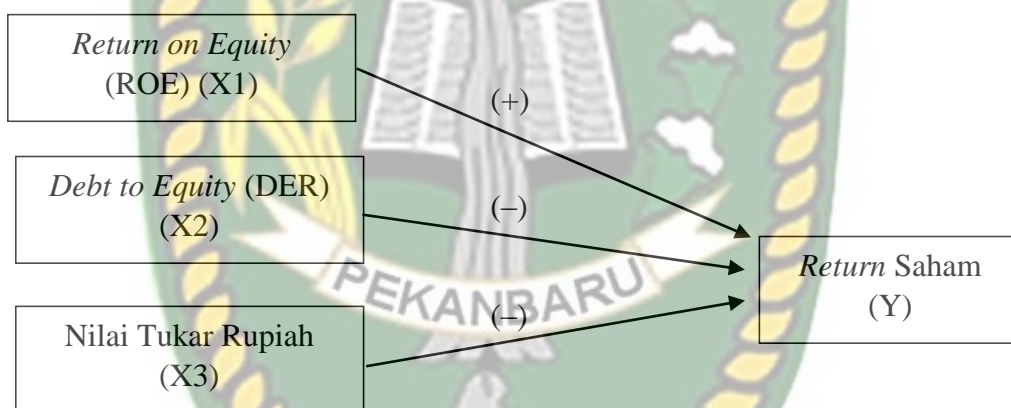 Return on Equity
(ROE) (X1)
(+)
Debt to Equity (DER)
(X2)
(–)
Return Saham
(Y)
PEKANBARU
Nilai Tukar Rupiah
(X3)
(–)